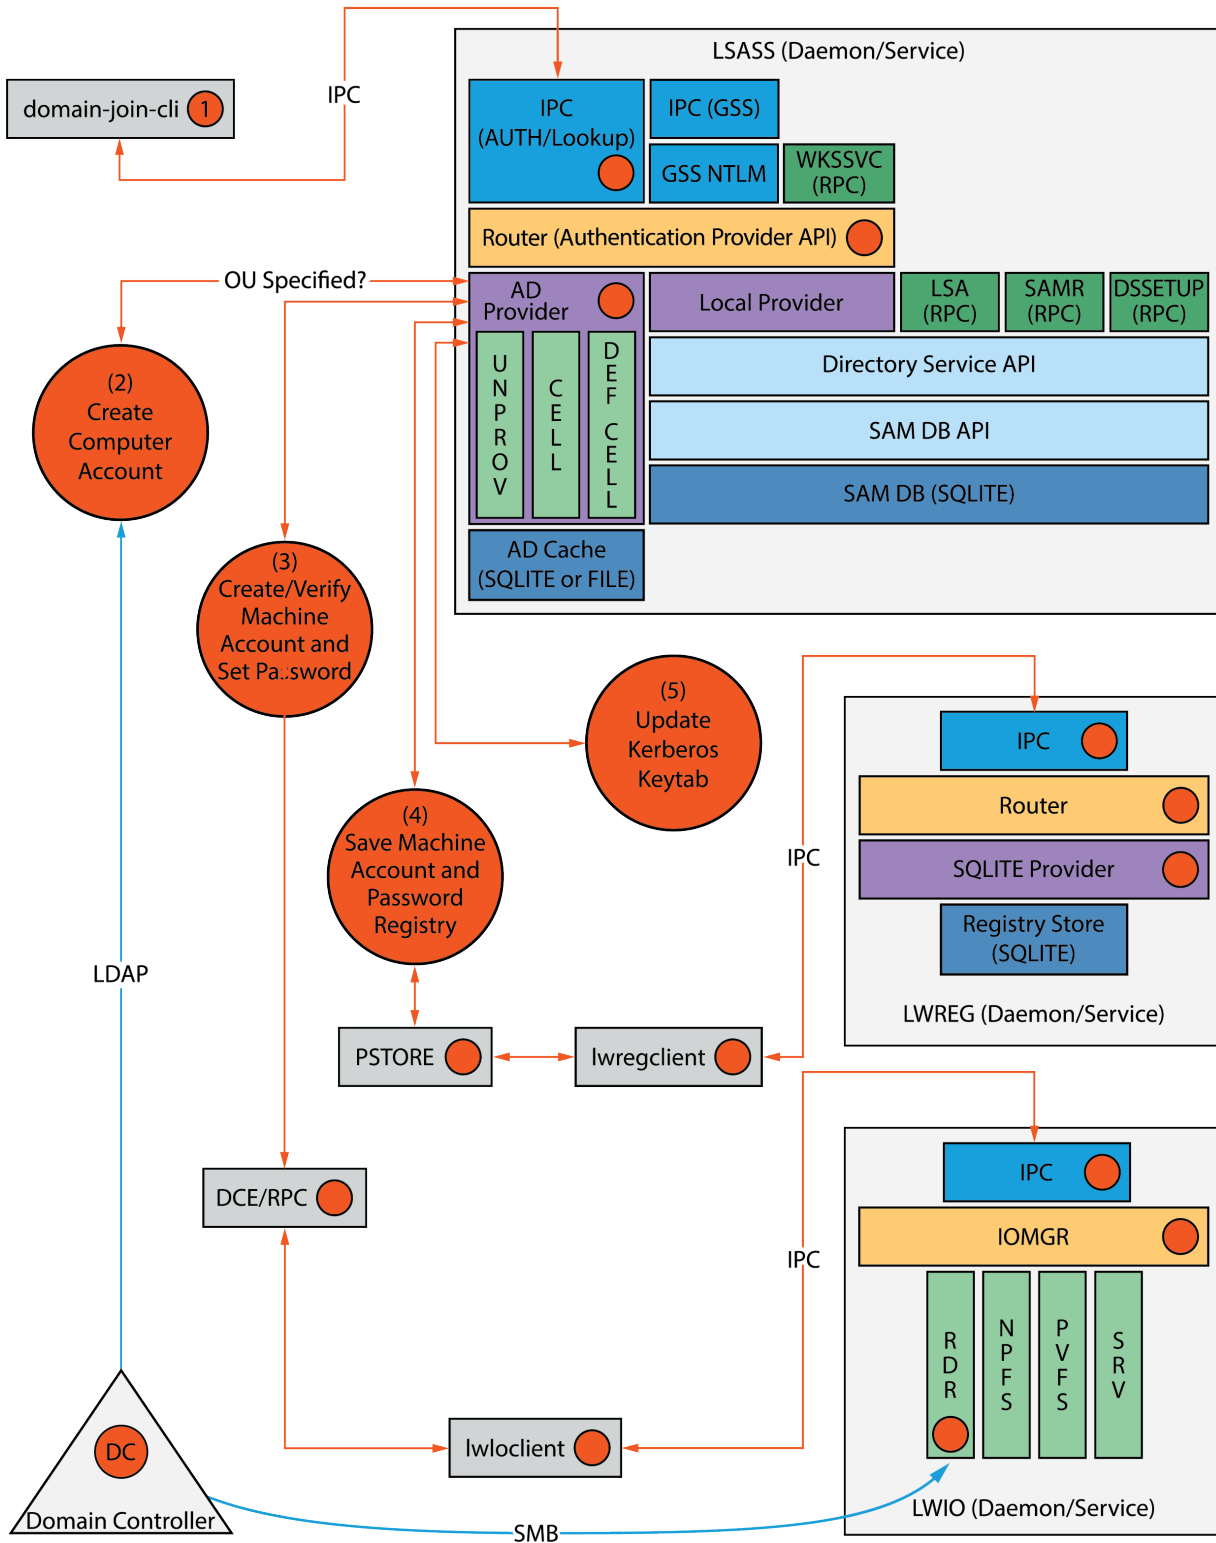 LSASS (Daemon/Service)
domain-join-cli 1
IPC
IPC
(AUTH/Lookup)
IPC (GSS)
GSS NTLM
WKSSVC
(RPC)
Router (Authentication Provider API)
OU Specified?
AD
Provider
Local Provider
LSA
(RPC)
SAMR
(RPC)
DSSETUP
(RPC)
UNPROV
CELL
DEF CELL
Directory Service API
SAM DB API
SAM DB (SQLITE)
AD Cache
(SQLITE or FILE)
(2)
Create
Computer
Account
(3)
Create/Verify
Machine
Account and
Set Password
(5)
Update
Kerberos
Keytab
(4)
Save Machine
Account and
Password
Registry
IPC
IPC
Router
SQLITE Provider
Registry Store
(SQLITE)
LWREG (Daemon/Service)
LDAP
PSTORE
lwregclient
DCE/RPC
IPC
IPC
IOMGR
RDR
NPFS
PVFS
SRV
LWIO (Daemon/Service)
lwloclient
DC
Domain Controller
SMB